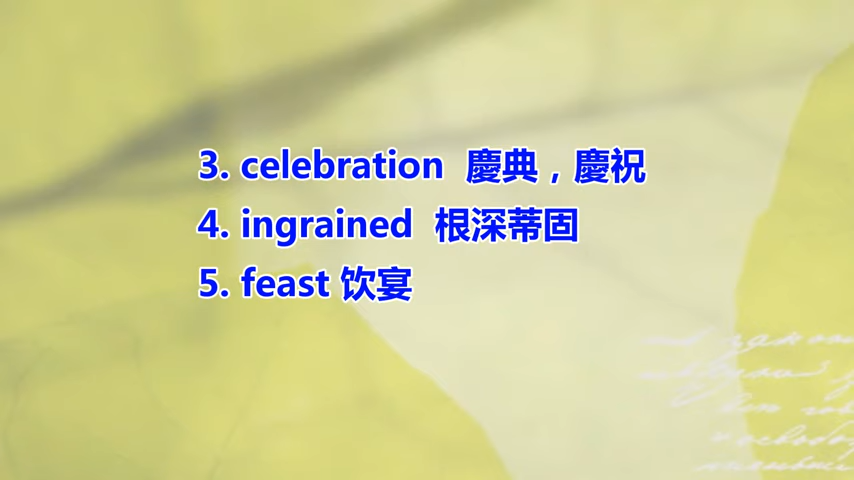 3. celebration 慶典，慶祝
4. ingrained 根深蒂固
5. feast 饮宴